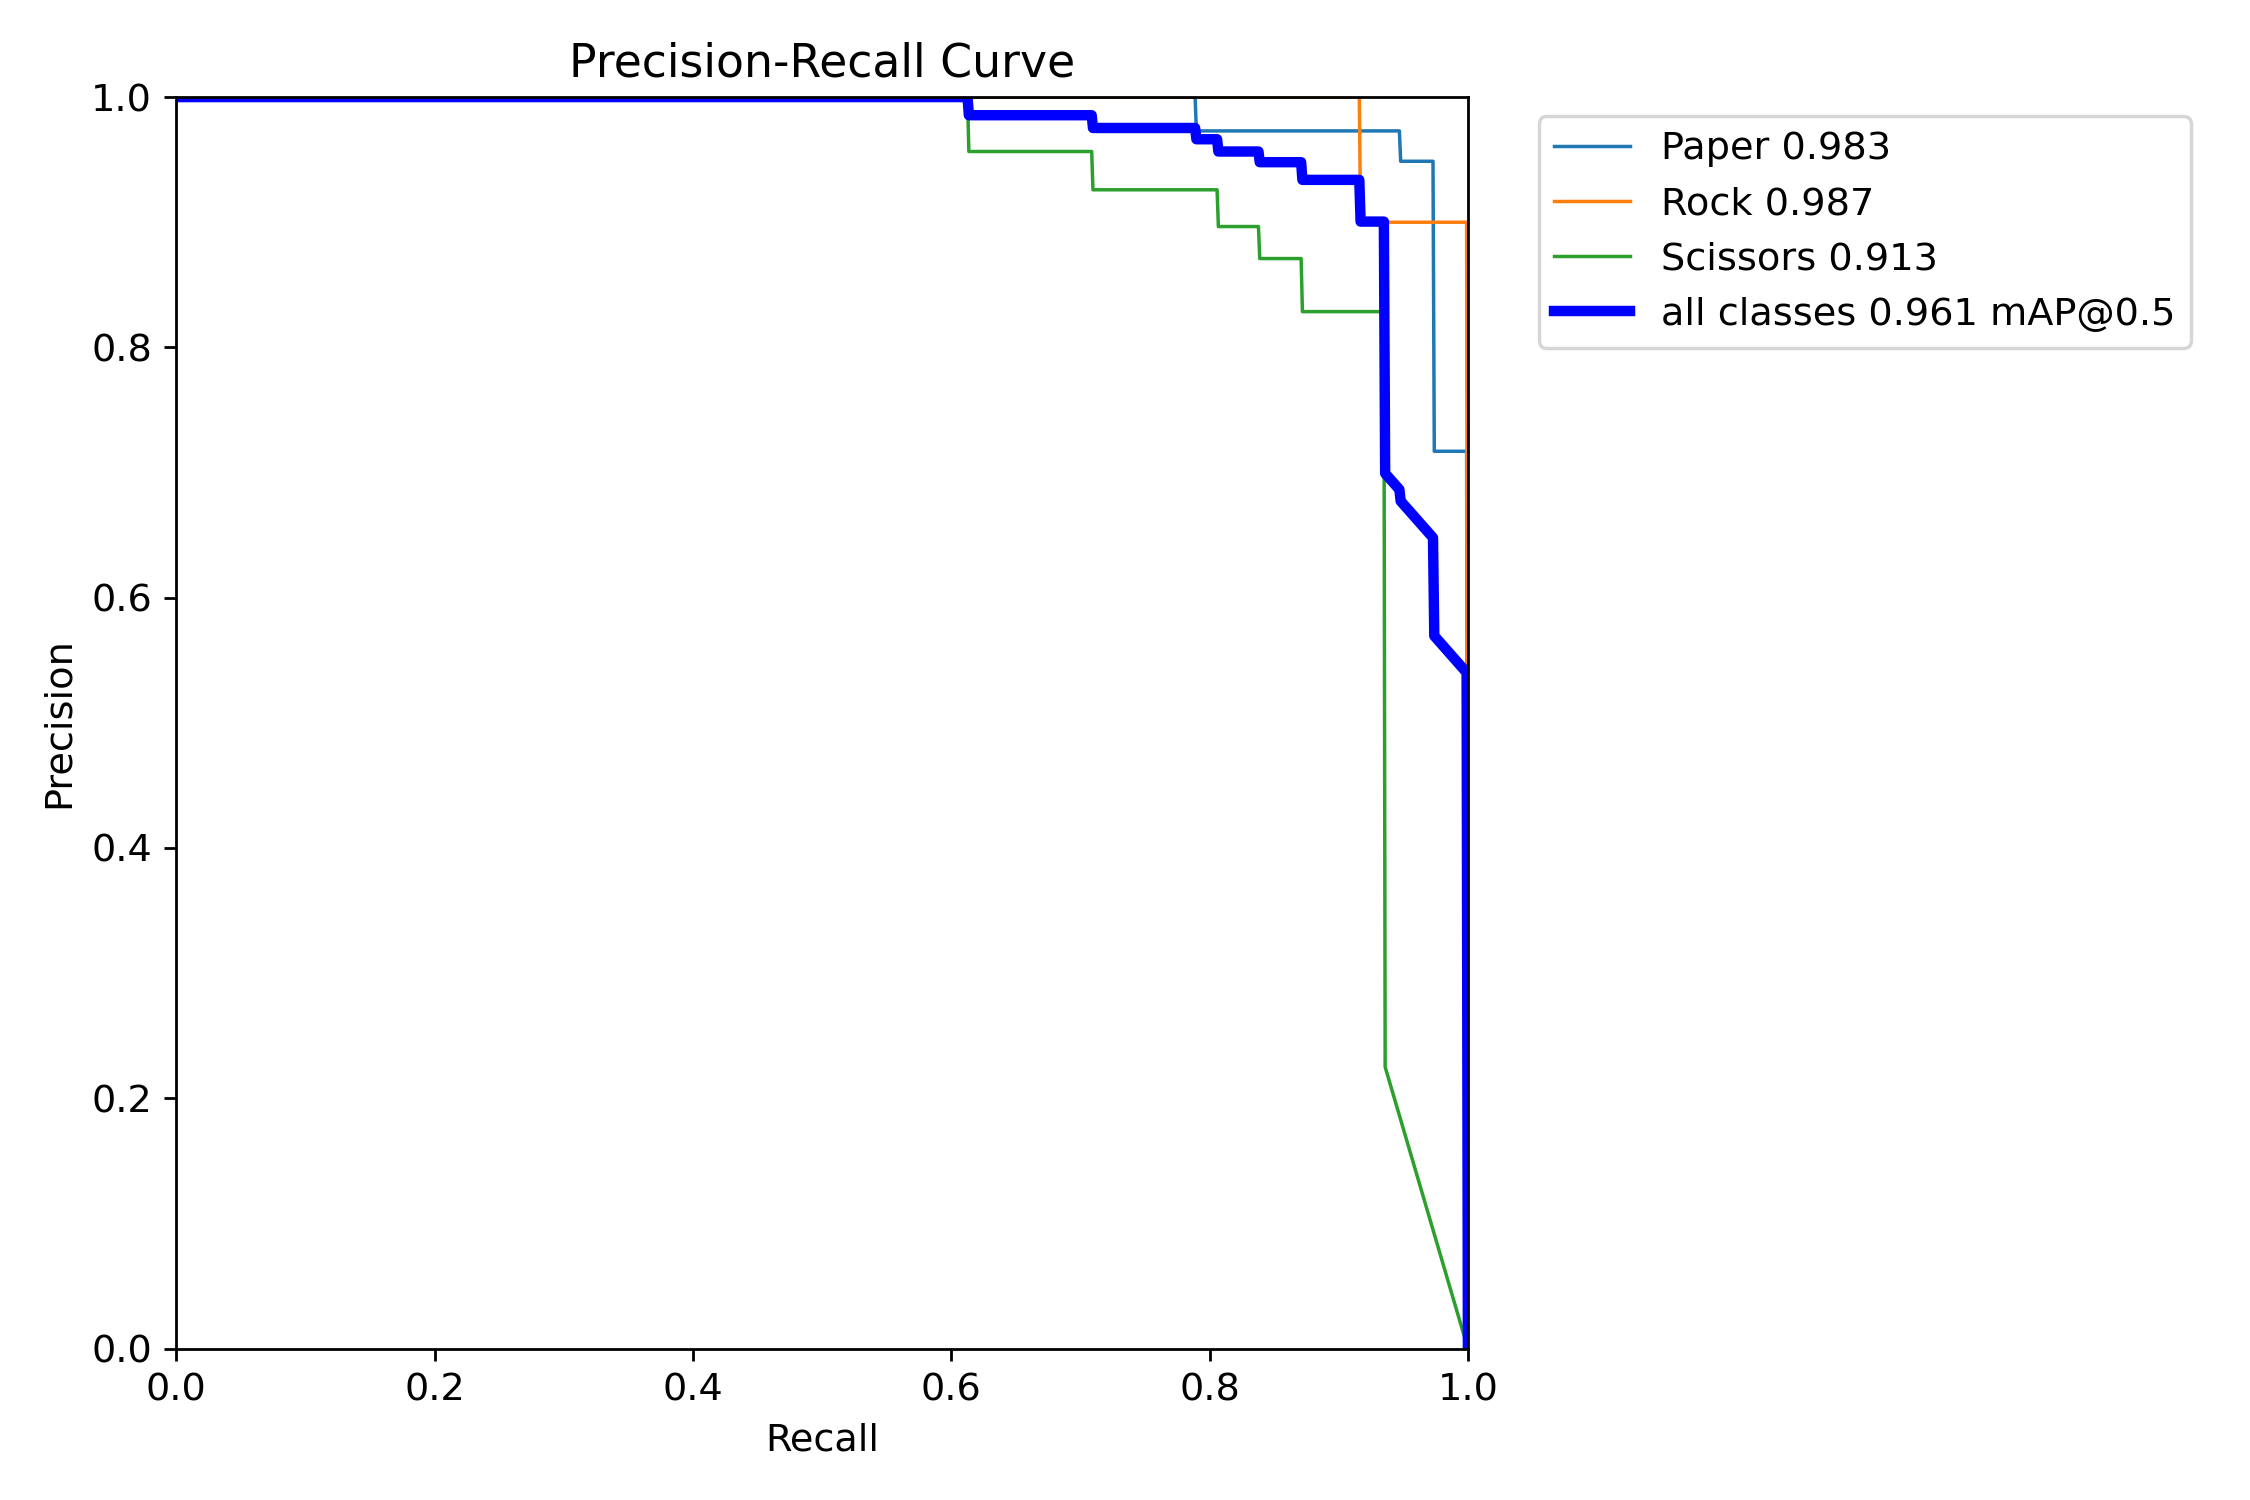 Precision-Recall Curve
1.0
0.8
0.6
0.4
0.2
0.0
Precision
0.0 0.2 0.4 0.6 0.8 1.0
Recall
Paper 0.983
Rock 0.987
Scissors 0.913
all classes 0.961 mAP@0.5